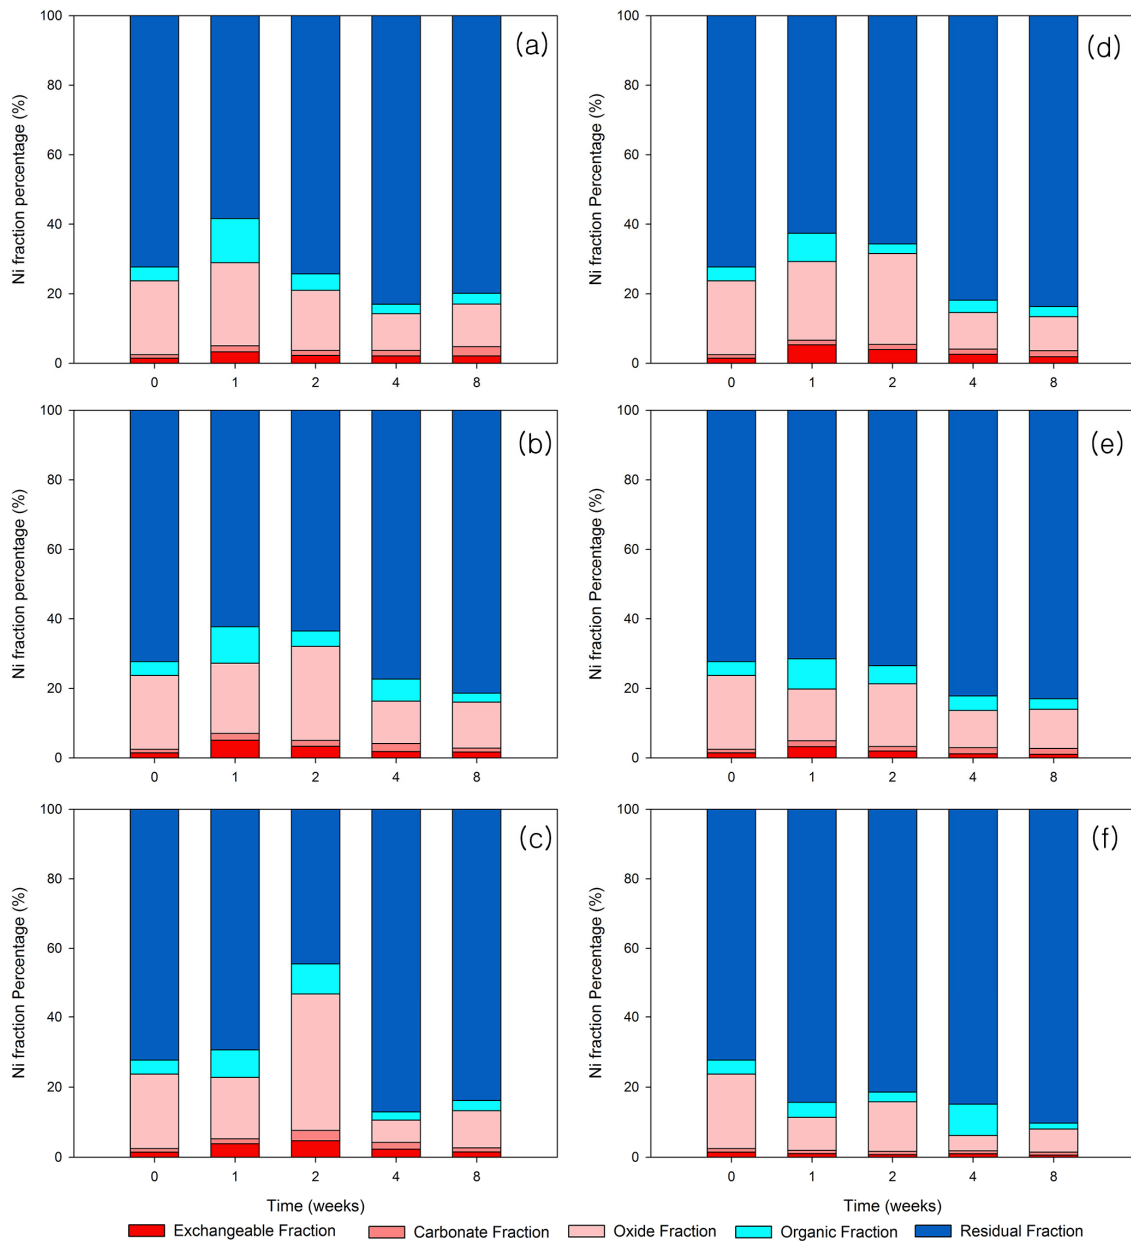 (a)
Ni fraction percentage (%)
100
80
60
40
20
0
0 1 2 4 8
(d)
Ni fraction Percentage (%)
100
80
60
40
20
0
0 1 2 4 8
(b)
Ni fraction percentage (%)
100
80
60
40
20
0
0 1 2 4 8
(e)
Ni fraction Percentage (%)
100
80
60
40
20
0
0 1 2 4 8
(c)
Ni fraction Percentage (%)
100
80
60
40
20
0
0 1 2 4 8
Time (weeks)
(f)
Ni fraction Percentage (%)
100
80
60
40
20
0
0 1 2 4 8
Time (weeks)
Exchangeable Fraction Carbonate Fraction Oxide Fraction Organic Fraction Residual Fraction